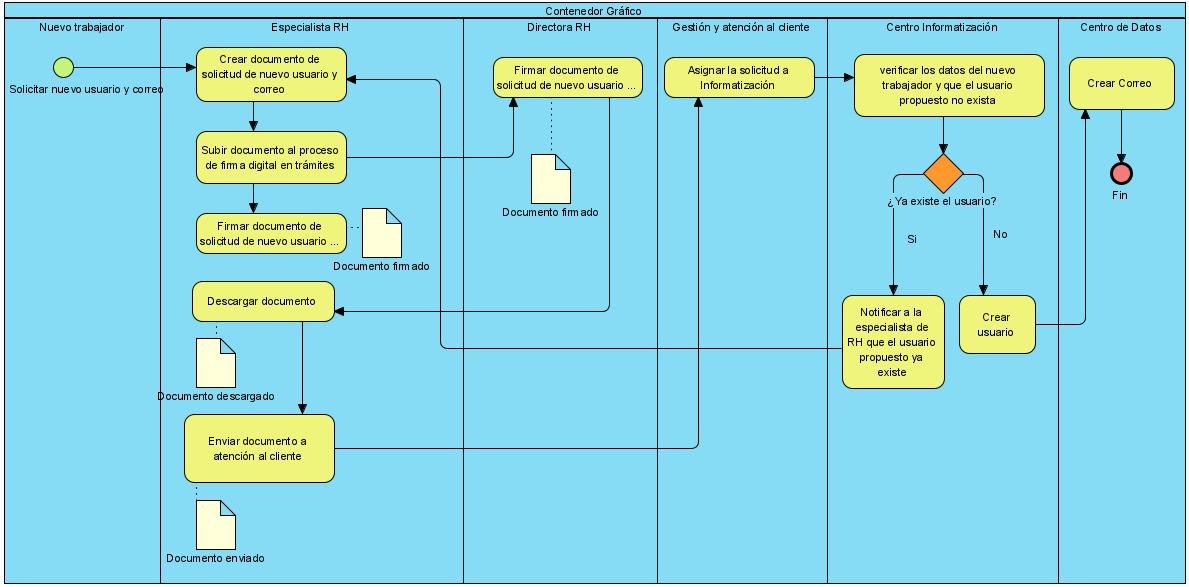 Contenedor Gráfico
Nuevo trabajador
Especialista RH
Directora RH
Gestión y atención al cliente
Centro Informatización
Centro de Datos
Solicitar nuevo usuario y correo
Crear documento de
solicitud de nuevo usuario y
correo
Subir documento al proceso
de firma digital en trámites
Firmar documento de
solicitud de nuevo usuario ...
Documento firmado
Descargar documento
Documento descargado
Enviar documento a
atención al cliente
Documento enviado
Firmar documento de
solicitud de nuevo usuario ...
Documento firmado
Asignar la solicitud a
Informatización
verificar los datos del nuevo
trabajador y que el usuario
propuesto no exista
¿Ya existe el usuario?
Si
No
Notificar a la
especialista de
RH que el usuario
propuesto ya
existe
Crear
usuario
Crear Correo
Fin